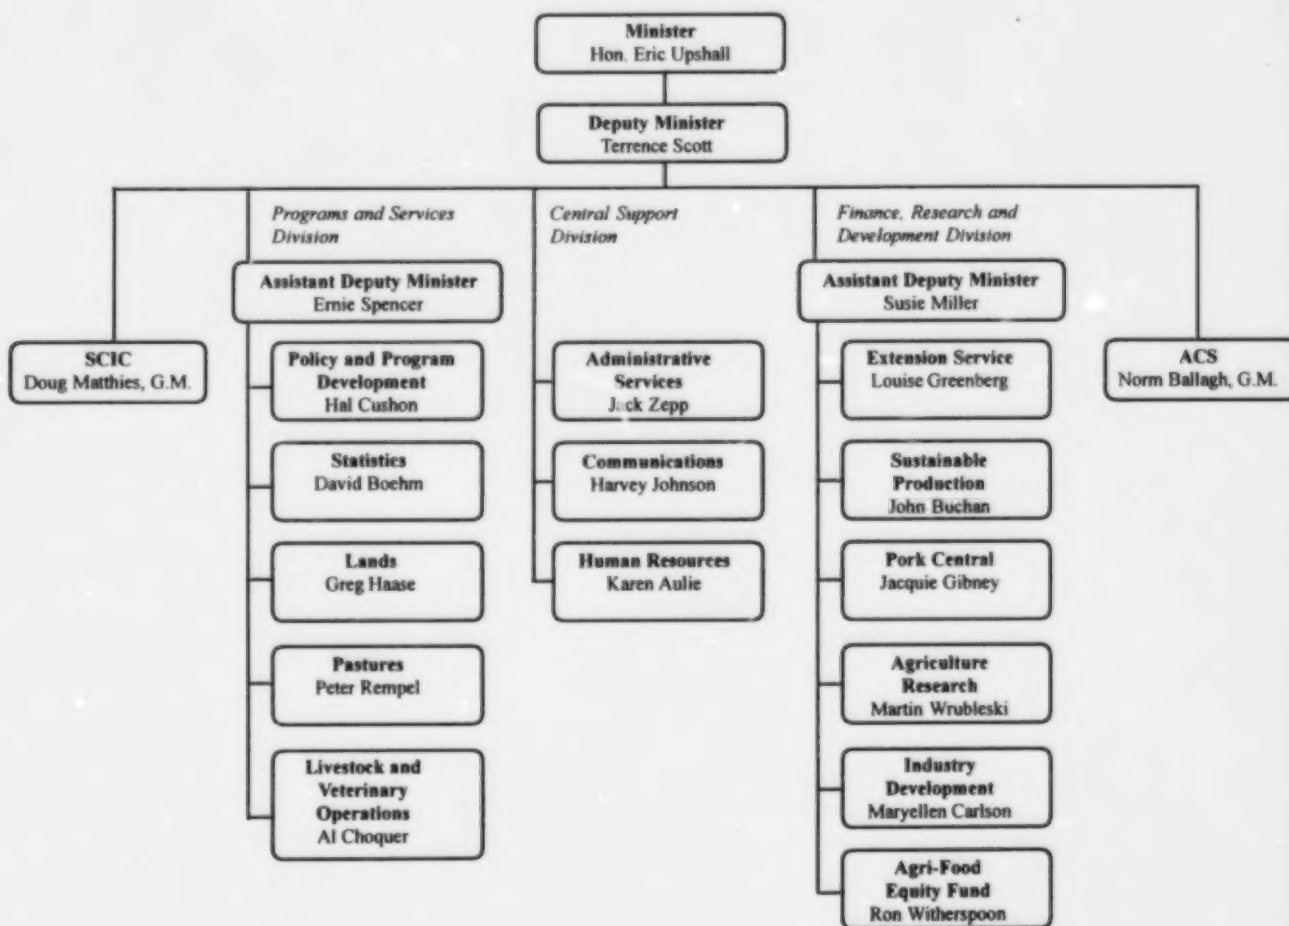 Minister
Hon. Eric Upshall
Deputy Minister
Terrence Scott
Programs and Services
Division
Central Support
Division
Finance, Research and
Development Division
Assistant Deputy Minister
Ernie Spencer
Assistant Deputy Minister
Susie Miller
SCIC
Doug Matthies, G.M.
Policy and Program
Development
Hal Cushon
Statistics
David Boehm
Lands
Greg Haase
Pastures
Peter Rempel
Livestock and
Veterinary
Operations
Al Choquer
Administrative
Services
Jack Zepp
Communications
Harvey Johnson
Human Resources
Karen Aulie
Extension Service
Louise Greenberg
Sustainable
Production
John Buchan
Pork Central
Jacquie Gibney
Agriculture
Research
Martin Wrubleski
Industry
Development
Maryellen Carlson
Agri-Food
Equity Fund
Ron Witherspoon
ACS
Norm Ballagh, G.M.